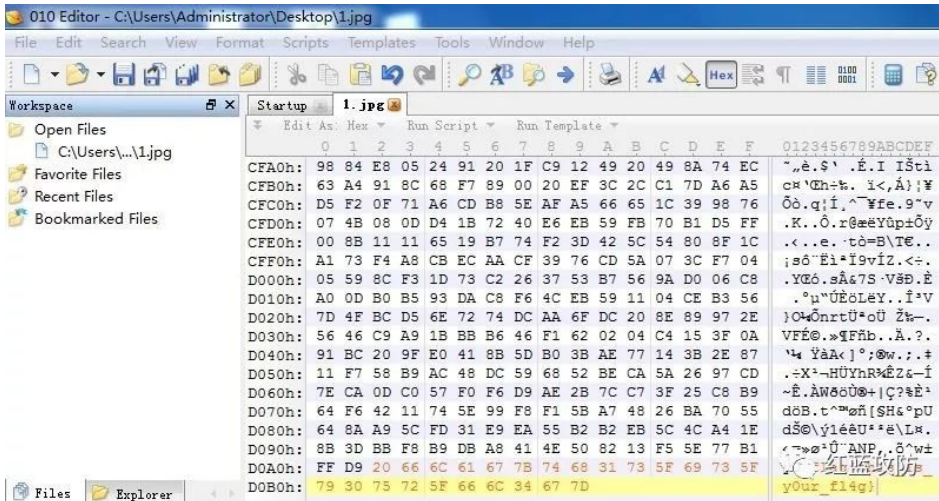 010 Editor - C:\Users\Administrator\Desktop\1.jpg
File Edit Search View Format Scripts Templates Tools Window Help
Workspace
Startup 1.jpg
Open Files
C:\Users\...\1.jpg
Favorite Files
Recent Files
Bookmarked Files
Edit As: Hex Run Script Run Template
0 1 2 3 4 5 6 7 8 9 A B C D E F 0123456789ABCDEF
CFA0h: 98 84 E8 05 24 91 20 1F C9 12 49 20 49 8A 74 EC
CFB0h: 63 A4 91 8C 68 F7 89 00 20 EF 3C 2C C1 7D A6 A5
CFC0h: D5 F2 0F 71 A6 CD B8 5E AF A5 66 65 1C 39 98 76
CFD0h: 07 4B 08 0D D4 1B 72 40 E6 EB 59 FB 70 B1 D5 FF
CFE0h: 00 8B 11 11 65 19 B7 74 F2 3D 42 5C 54 80 8F 1C
CFF0h: A1 73 F4 A8 CB EC AA CF 39 76 CD 5A 07 3C F7 04
D000h: 05 59 8C F3 1D 73 C2 26 37 53 B7 56 9A D0 06 C8
D010h: A0 0D B0 B5 93 DA C8 F6 4C EB 59 11 04 CE B3 56
D020h: 7D 4F BC D5 6E 72 74 DC AA 6F DC 20 8E 89 97 2E
D030h: 56 46 C9 A9 1B BB B6 46 F1 62 02 04 C4 15 3F 0A
D040h: 91 BC 20 9F E0 41 8B 5D B0 3B AE 77 14 3B 2E 87
D050h: 11 F7 58 B9 AC 48 DC 59 68 52 BE CA 5A 26 97 CD
D060h: 7E CA 0D C0 57 F0 F6 D9 AE 2B 7C C7 3F 25 C8 B9
D070h: 64 F6 42 11 74 5E 99 F8 F1 5B A7 48 26 BA 70 55
D080h: 64 8A A9 5C FD 31 E9 EA 55 B2 B2 EB 5C 4C A4 1E
D090h: 8B 3D BB F8 B9 DB A8 41 4E 50 82 13 F5 5E 77 B1
D0A0h: FF D9 20 66 6C 61 67 7B 74 68 31 73 5F 69 73 5F
D0B0h: 79 30 75 72 5F 66 6C 34 67 7D y0ur_fl4g}
红蓝攻防
Files Explorer